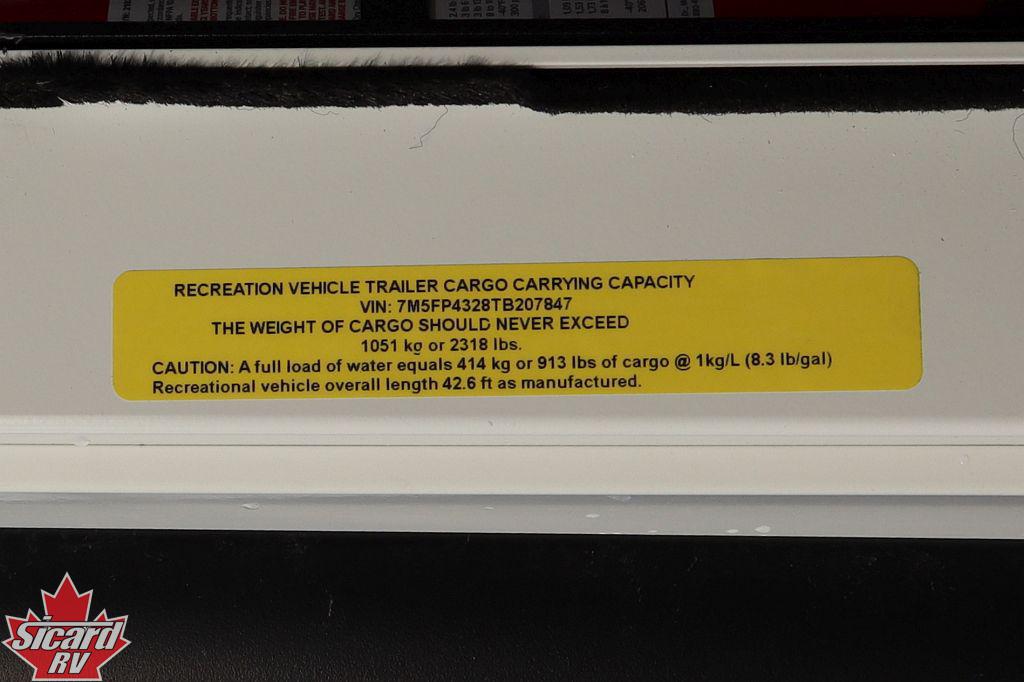 RECREATION VEHICLE TRAILER CARGO CARRYING CAPACITY
VIN: 7M5FP4328TB207847
THE WEIGHT OF CARGO SHOULD NEVER EXCEED
1051 kg or 2318 lbs.
CAUTION: A full load of water equals 414 kg or 913 lbs of cargo @ 1kg/L (8.3 lb/gal)
Recreational vehicle overall length 42.6 ft as manufactured.
Sicard
RV